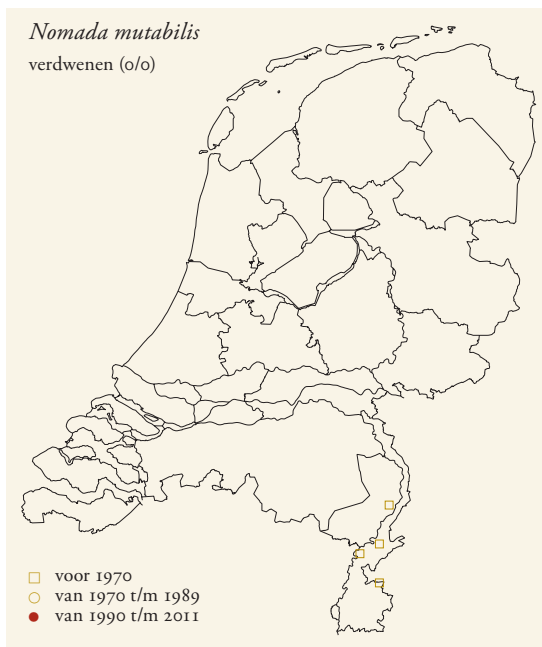 Nomada mutabilis
verdwenen (0/0)
voor 1970
van 1970 t/m 1989
van 1990 t/m 2011